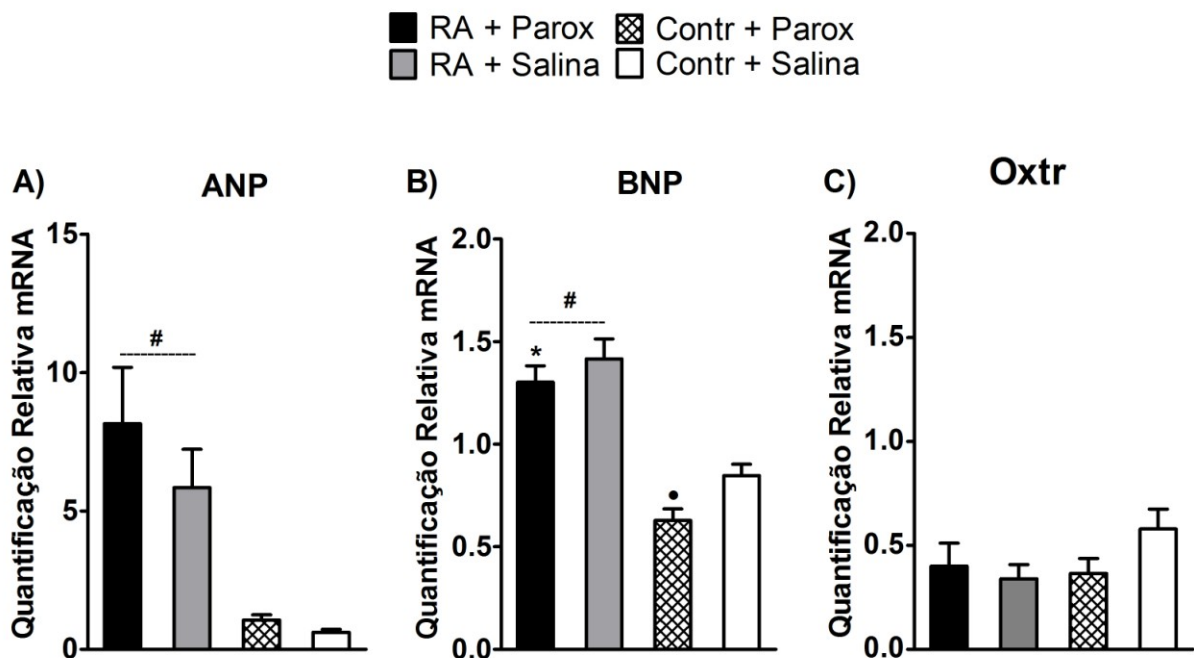 RA + Parox Contr + Parox
RA + Salina Contr + Salina
A) ANP
Quantificação Relativa mRNA
15
10
5
0
#
B) BNP
Quantificação Relativa mRNA
2.0
1.5
1.0
0.5
0.0
#
*
•
C) Oxtr
Quantificação Relativa mRNA
2.0
1.5
1.0
0.5
0.0